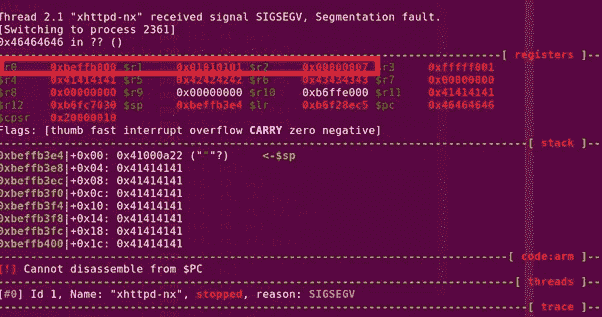 Thread 2.1 "xhttpd-nx" received signal SIGSEGV, Segmentation fault.
[Switching to process 2361]
0x46464646 in ?? ()
[ registers ]
$r0 0xbeffb800 $r1 0x01010101 $r2 0x00000007 $r3 0xfffff001
$r4 0x41414141 $r5 0x42424242 $r6 0x43434343 $r7 0x00000000
$r8 0x00000000 $r9 0x00000000 $r10 0xb6ffe000 $r11 0x41414141
$r12 0xb6fc7030 $sp 0xbeffb3e4 $lr 0xb6f28ec5 $pc 0x46464646
$cpsr 0x20000010
Flags: [thumb fast interrupt overflow CARRY zero negative]
[ stack ]
0xbeffb3e4|+0x00: 0x41000a22 ("""?) <-$sp
0xbeffb3e8|+0x04: 0x41414141
0xbeffb3ec|+0x08: 0x41414141
0xbeffb3f0|+0x0c: 0x41414141
0xbeffb3f4|+0x10: 0x41414141
0xbeffb3f8|+0x14: 0x41414141
0xbeffb3fc|+0x18: 0x41414141
0xbeffb400|+0x1c: 0x41414141
[ code:arm ]
[!] Cannot disassemble from $PC
[ threads ]
[#0] Id 1, Name: "xhttpd-nx", stopped, reason: SIGSEGV
[ trace ]